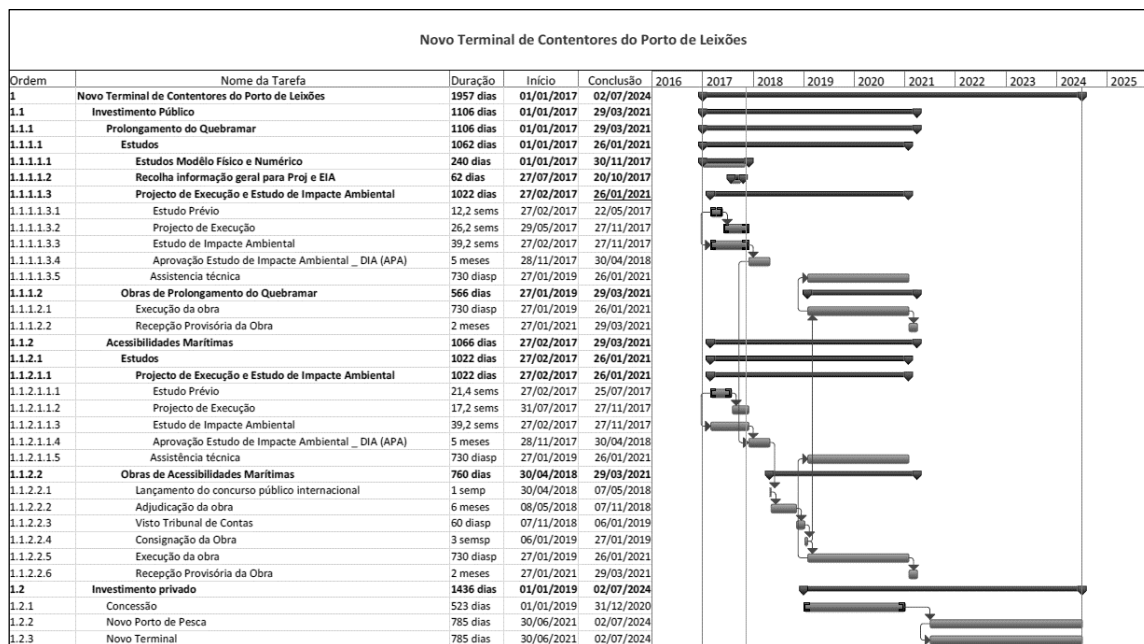 Novo Terminal de Contentores do Porto de Leixões
Ordem Nome da Tarefa Duração Início Conclusão 2016 2017 2018 2019 2020 2021 2022 2023 2024 2025
1 Novo Terminal de Contentores do Porto de Leixões 1957 dias 01/01/2017 02/07/2024
1.1 Investimento Público 1106 dias 01/01/2017 29/03/2021
1.1.1 Prolongamento do Quebramar 1106 dias 01/01/2017 29/03/2021
1.1.1.1 Estudos 1062 dias 01/01/2017 26/01/2021
1.1.1.1.1 Estudos Modêlo Físico e Numérico 240 dias 01/01/2017 30/11/2017
1.1.1.1.2 Recolha informação geral para Proj e EIA 62 dias 27/07/2017 20/10/2017
1.1.1.1.3 Projecto de Execução e Estudo de Impacte Ambiental 1022 dias 27/02/2017 26/01/2021
1.1.1.1.3.1 Estudo Prévio 12,2 sems 27/02/2017 22/05/2017
1.1.1.1.3.2 Projecto de Execução 26,2 sems 29/05/2017 27/11/2017
1.1.1.1.3.3 Estudo de Impacte Ambiental 39,2 sems 27/02/2017 27/11/2017
1.1.1.1.3.4 Aprovação Estudo de Impacte Ambiental _ DIA (APA) 5 meses 28/11/2017 30/04/2018
1.1.1.1.3.5 Assistencia técnica 730 diasp 27/01/2019 26/01/2021
1.1.1.2 Obras de Prolongamento do Quebramar 566 dias 27/01/2019 29/03/2021
1.1.1.2.1 Execução da obra 730 diasp 27/01/2019 26/01/2021
1.1.1.2.2 Recepção Provisória da Obra 2 meses 27/01/2021 29/03/2021
1.1.2 Acessibilidades Marítimas 1066 dias 27/02/2017 29/03/2021
1.1.2.1 Estudos 1022 dias 27/02/2017 26/01/2021
1.1.2.1.1 Projecto de Execução e Estudo de Impacte Ambiental 1022 dias 27/02/2017 26/01/2021
1.1.2.1.1.1 Estudo Prévio 21,4 sems 27/02/2017 25/07/2017
1.1.2.1.1.2 Projecto de Execução 17,2 sems 31/07/2017 27/11/2017
1.1.2.1.1.3 Estudo de Impacte Ambiental 39,2 sems 27/02/2017 27/11/2017
1.1.2.1.1.4 Aprovação Estudo de Impacte Ambiental _ DIA (APA) 5 meses 28/11/2017 30/04/2018
1.1.2.1.1.5 Assistência técnica 730 diasp 27/01/2019 26/01/2021
1.1.2.2 Obras de Acessibilidades Marítimas 760 dias 30/04/2018 29/03/2021
1.1.2.2.1 Lançamento do concurso público internacional 1 semp 30/04/2018 07/05/2018
1.1.2.2.2 Adjudicação da obra 6 meses 08/05/2018 07/11/2018
1.1.2.2.3 Visto Tribunal de Contas 60 diasp 07/11/2018 06/01/2019
1.1.2.2.4 Consignação da Obra 3 semsp 06/01/2019 27/01/2019
1.1.2.2.5 Execução da obra 730 diasp 27/01/2019 26/01/2021
1.1.2.2.6 Recepção Provisória da Obra 2 meses 27/01/2021 29/03/2021
1.2 Investimento privado 1436 dias 01/01/2019 02/07/2024
1.2.1 Concessão 523 dias 01/01/2019 31/12/2020
1.2.2 Novo Porto de Pesca 785 dias 30/06/2021 02/07/2024
1.2.3 Novo Terminal 785 dias 30/06/2021 02/07/2024